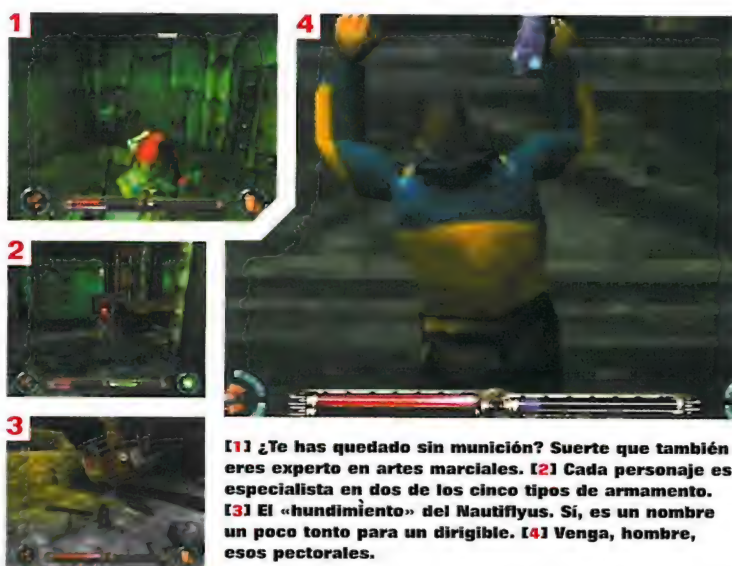 1
4
2
3
[1] ¿Te has quedado sin munición? Suerte que también
eres experto en artes marciales. [2] Cada personaje es
especialista en dos de los cinco tipos de armamento.
[3] El «hundimiento» del Nautiflyus. Sí, es un nombre
un poco tonto para un dirigible. [4] Venga, hombre,
esos pectorales.